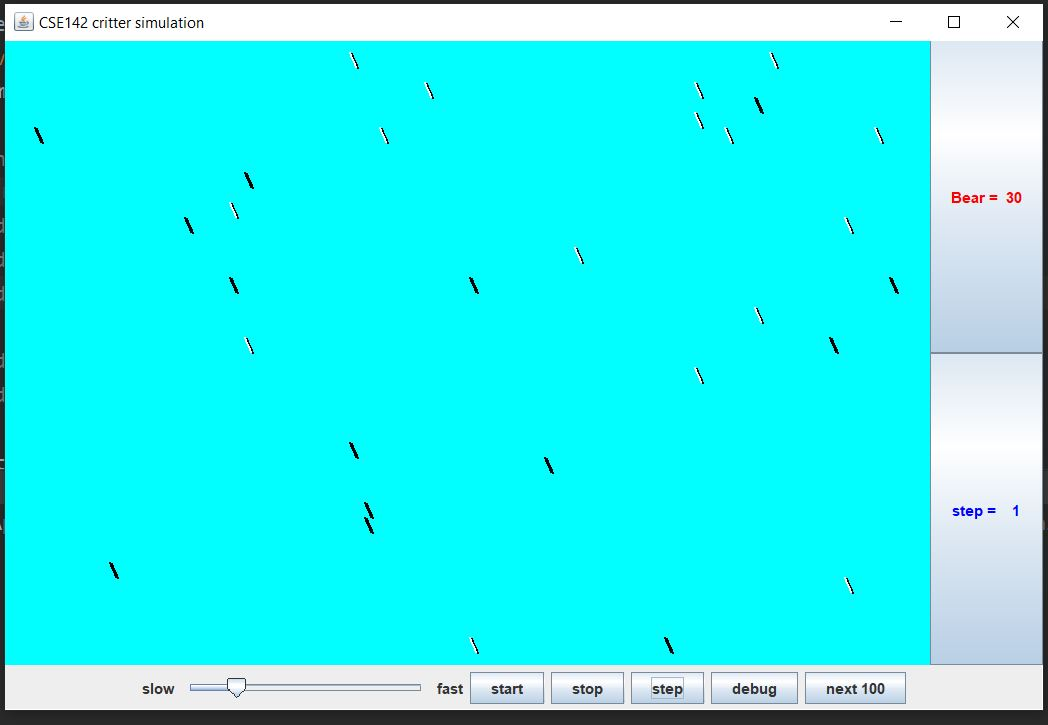 CSE142 critter simulation
Bear = 30
step = 1
slow
fast
start
stop
step
debug
next 100